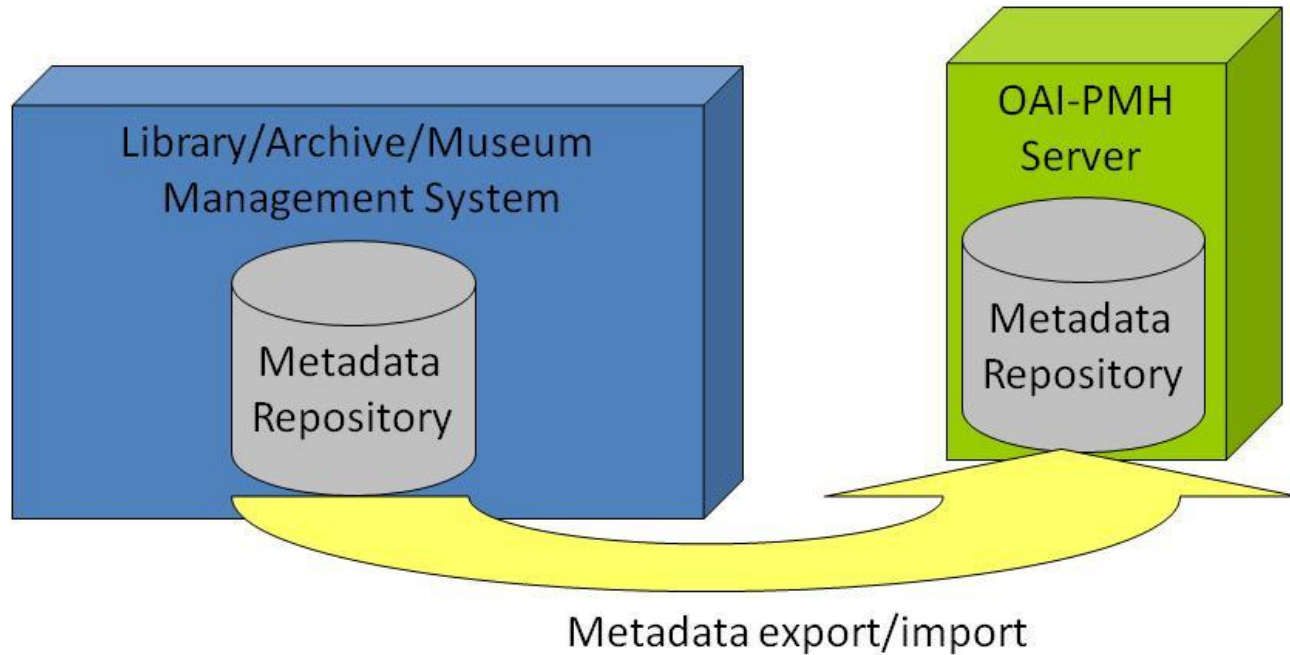 Library/Archive/Museum
Management System
Metadata
Repository
OAI-PMH
Server
Metadata
Repository
Metadata export/import